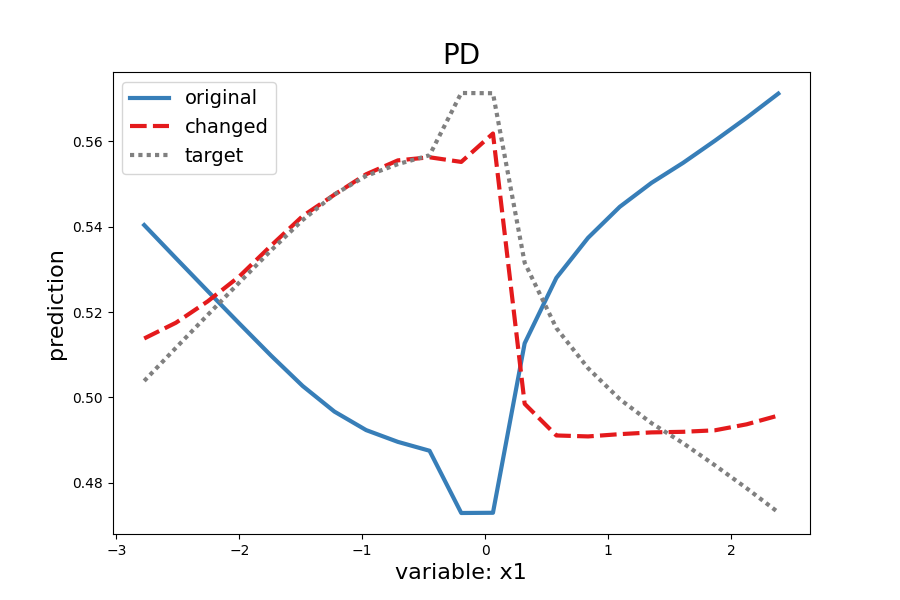 PD
original
changed
target
prediction
0.56
0.54
0.52
0.50
0.48
−3
−2
−1
0
1
2
variable: x1